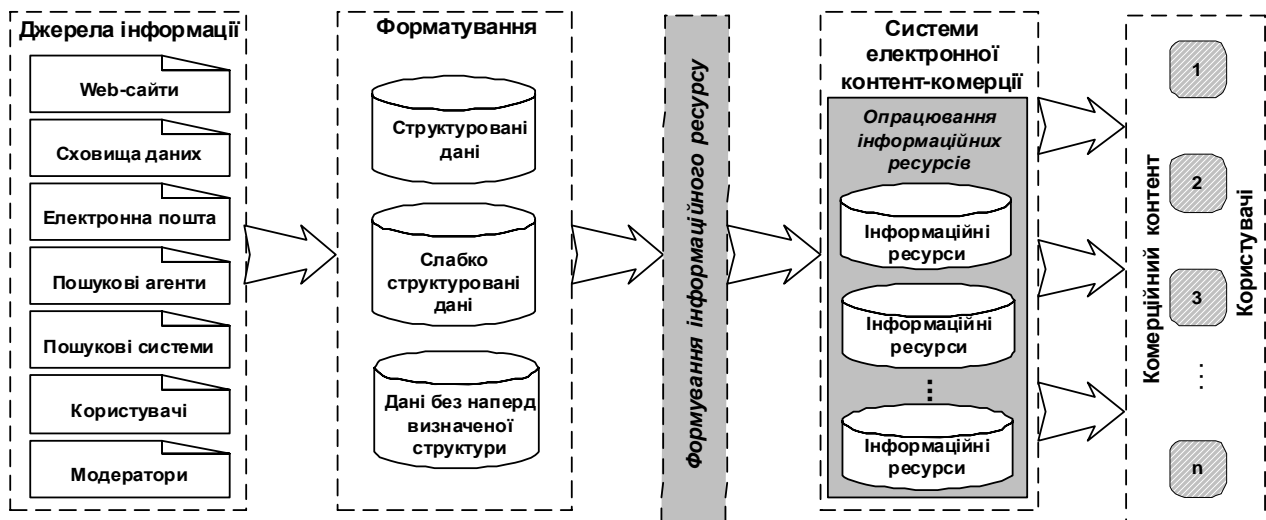 Джерела інформації
Web-сайти
Сховища даних
Електронна пошта
Пошукові агенти
Пошукові системи
Користувачі
Модератори
Форматування
Структуровані
дані
Слабко
структуровані
дані
Дані без наперд
визначеної
структури
Формування інформаційного ресурсу
Системи
електронної
контент-комерції
Опрацювання
інформаційних
ресурсів
Інформаційні
ресурси
Інформаційні
ресурси
...
Інформаційні
ресурси
Комерційний контент
1
2
3
...
n
Користувачі